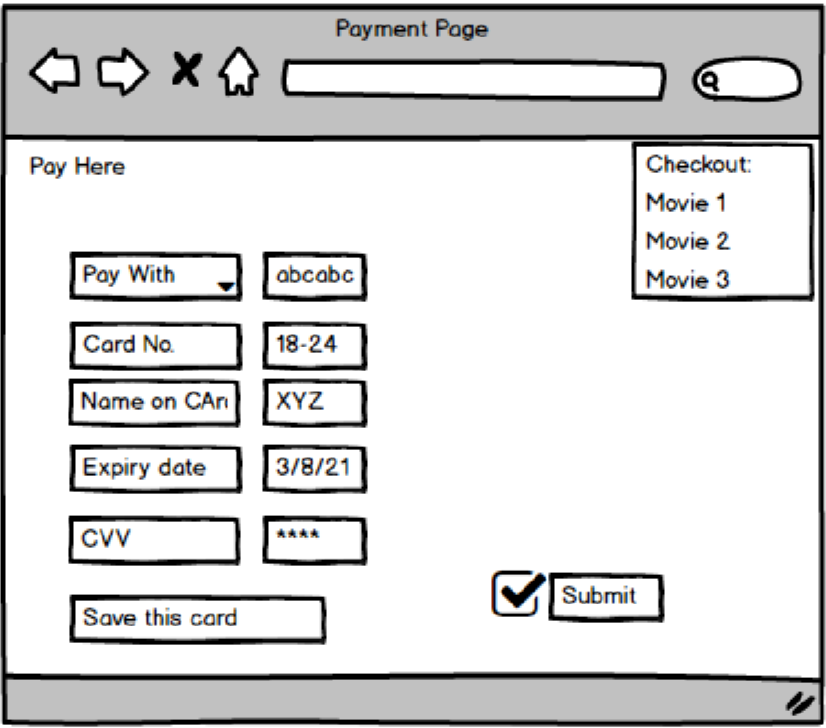 Payment Page
Pay Here
Checkout:
Movie 1
Movie 2
Movie 3
Pay With abcabc
Card No. 18-24
Name on CAr
Expiry date 3/8/21
XYZ
CVV ****
Save this card
Submit